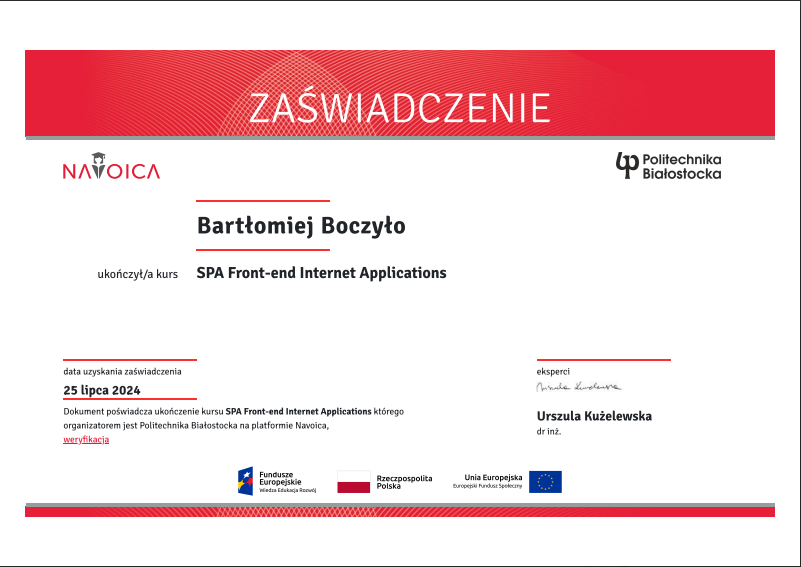 ZAŚWIADCZENIE
NAVOICA
Politechnika
Białostocka
Bartłomiej Boczyło
ukończył/a kurs SPA Front-end Internet Applications
data uzyskania zaświadczenia
25 lipca 2024
Dokument poświadcza ukończenie kursu SPA Front-end Internet Applications którego
organizatorem jest Politechnika Białostocka na platformie Navoica,
weryfikacja
eksperci
Urszula Kużelewska
Urszula Kużelewska
dr inż.
Fundusze
Europejskie
Wiedza Edukacja Rozwój
Rzeczpospolita
Polska
Unia Europejska
Europejski Fundusz Społeczny